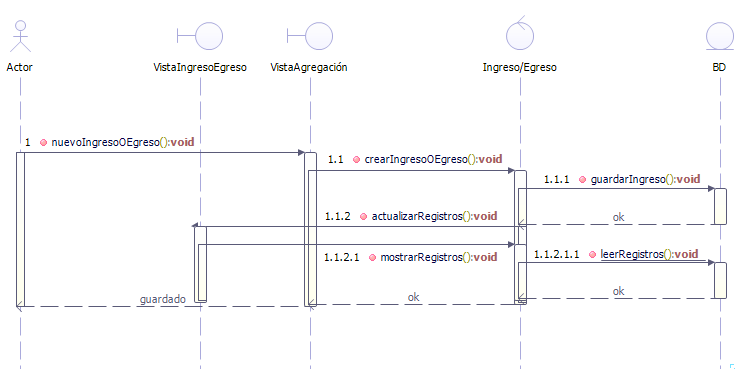 Actor
VistaIngresoEgreso
VistaAgregación
Ingreso/Egreso
BD
1 nuevoIngresoOEgreso():void
1.1 crearIngresoOEgreso():void
1.1.1 guardarIngreso():void
ok
1.1.2 actualizarRegistros():void
1.1.2.1 mostrarRegistros():void
1.1.2.1.1 leerRegistros():void
ok
ok
guardado